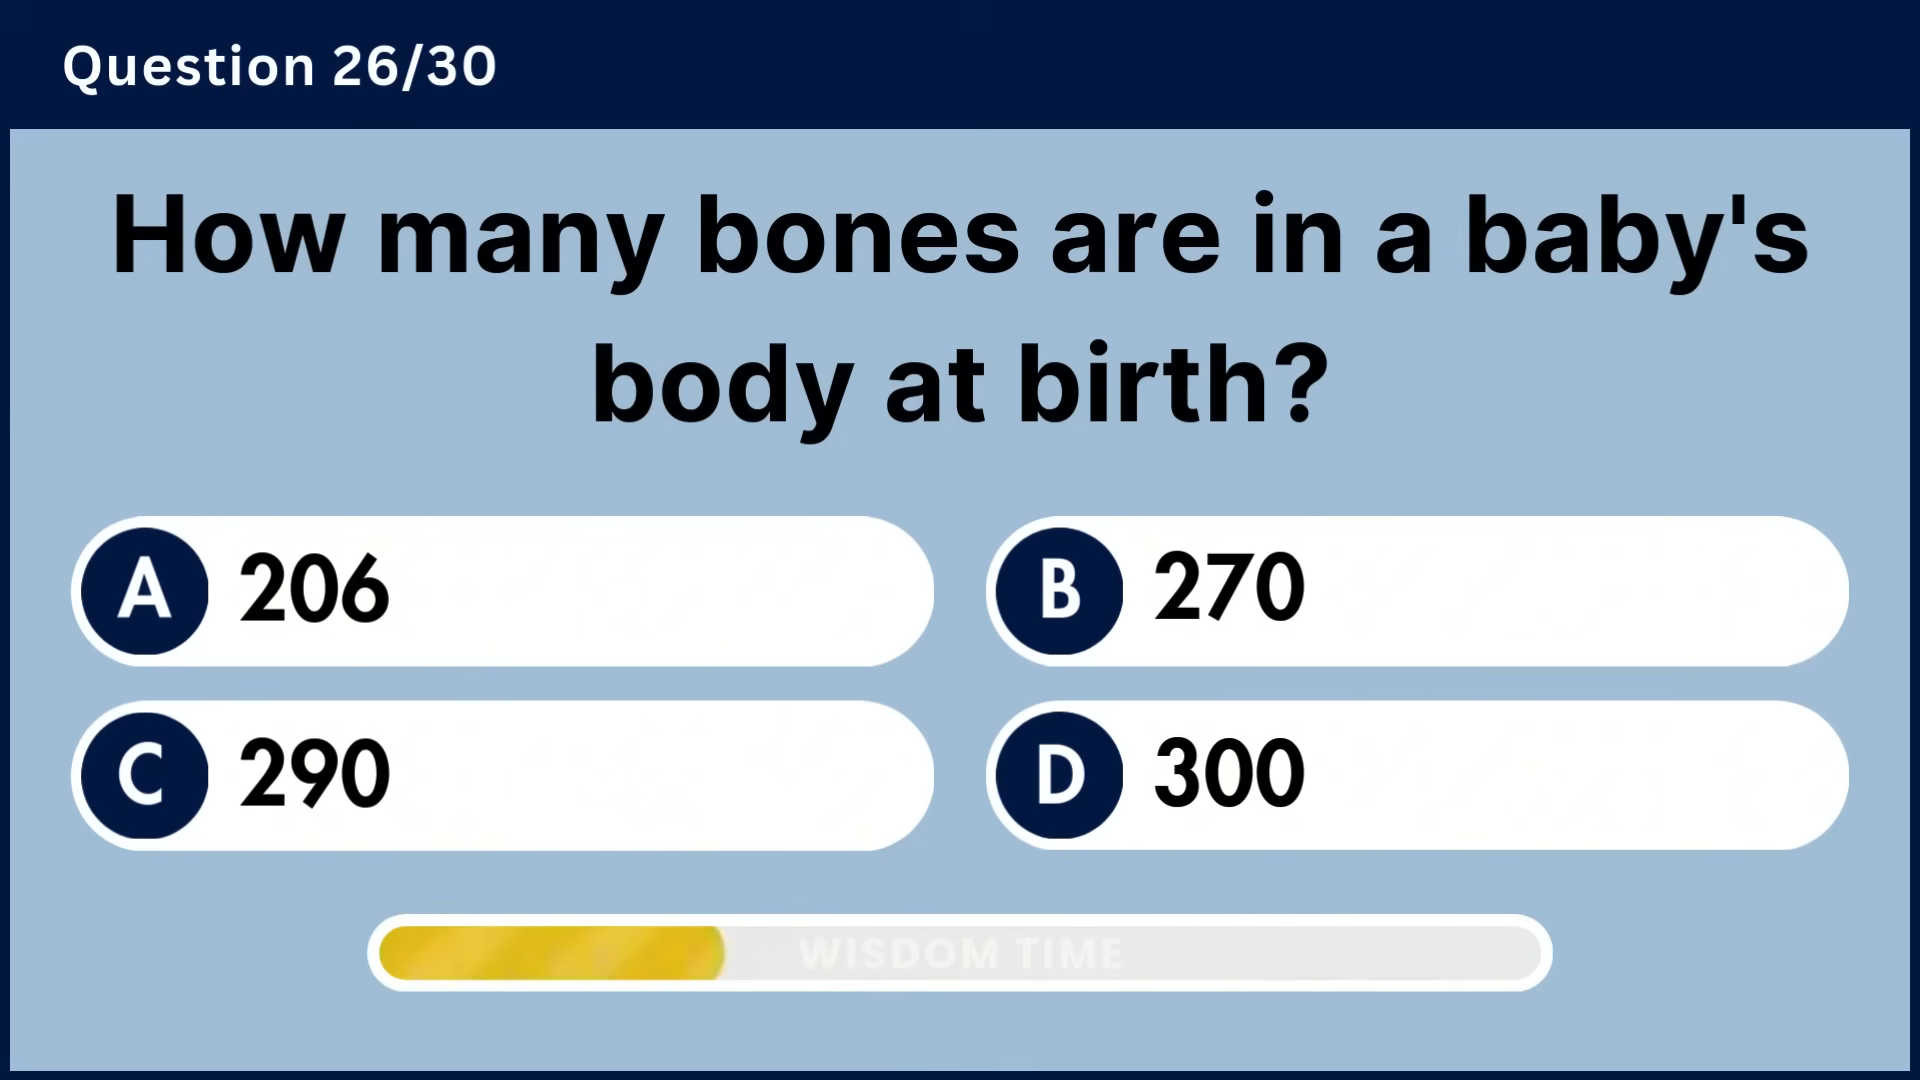 Question 26/30
How many bones are in a baby's
body at birth?
A 206
B 270
C 290
D 300
WISDOM TIME